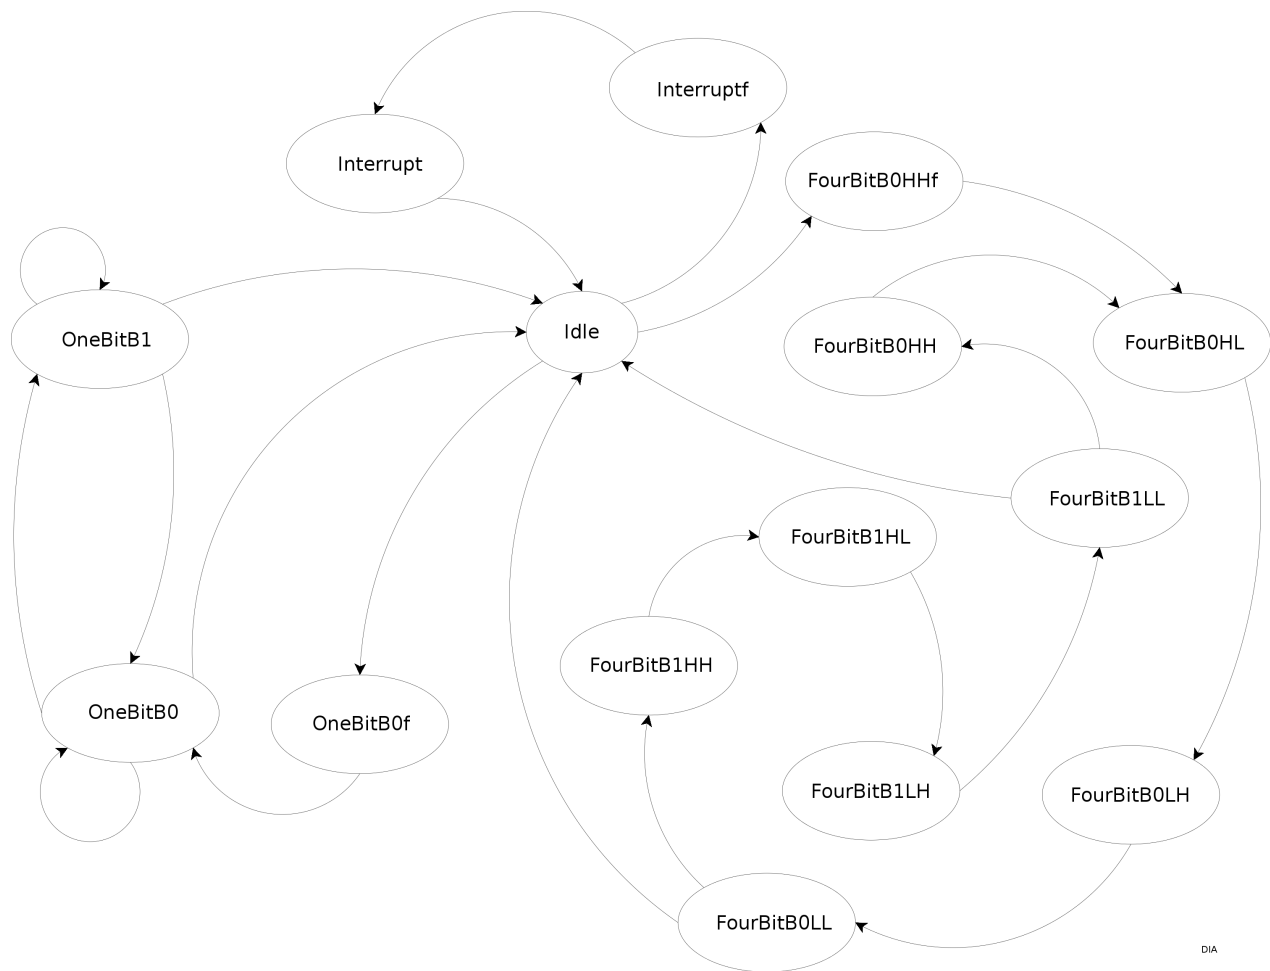 Interruptf
Interrupt
FourBitB0HHf
Idle
OneBitB1
FourBitB0HH
FourBitB0HL
FourBitB1LL
FourBitB1HL
FourBitB1HH
OneBitB0
OneBitB0f
FourBitB1LH
FourBitB0LH
FourBitB0LL
DIA